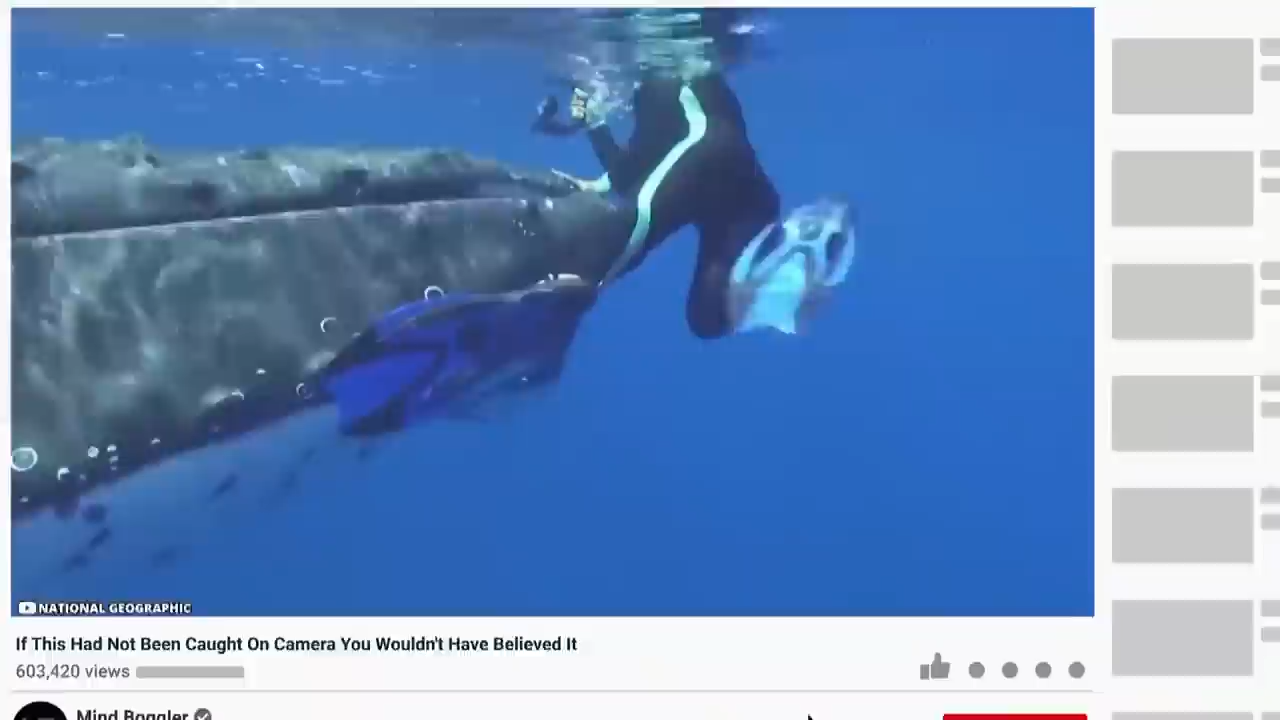 NATIONAL GEOGRAPHIC
If This Had Not Been Caught On Camera You Wouldn't Have Believed It
603,420 views
Mind Boggler